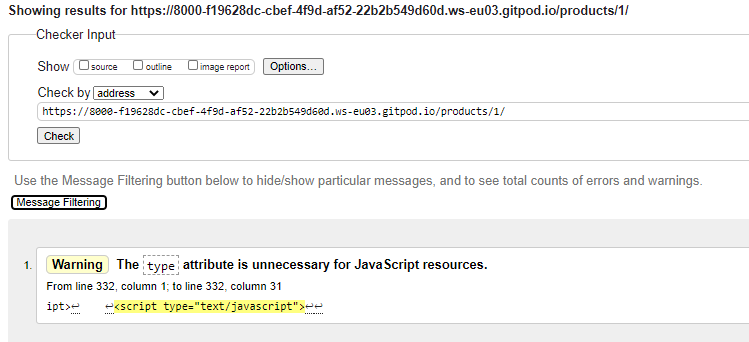 Showing results for https://8000-f19628dc-cbef-4f9d-af52-22b2b549d60d.ws-eu03.gitpod.io/products/1/
Checker Input
Show source outline image report Options...
Check by address
https://8000-f19628dc-cbef-4f9d-af52-22b2b549d60d.ws-eu03.gitpod.io/products/1/
Check
Use the Message Filtering button below to hide/show particular messages, and to see total counts of errors and warnings.
Message Filtering
1. Warning The type attribute is unnecessary for JavaScript resources.
From line 332, column 1; to line 332, column 31
ipt>↩ ↩<script type="text/javascript">↩↩